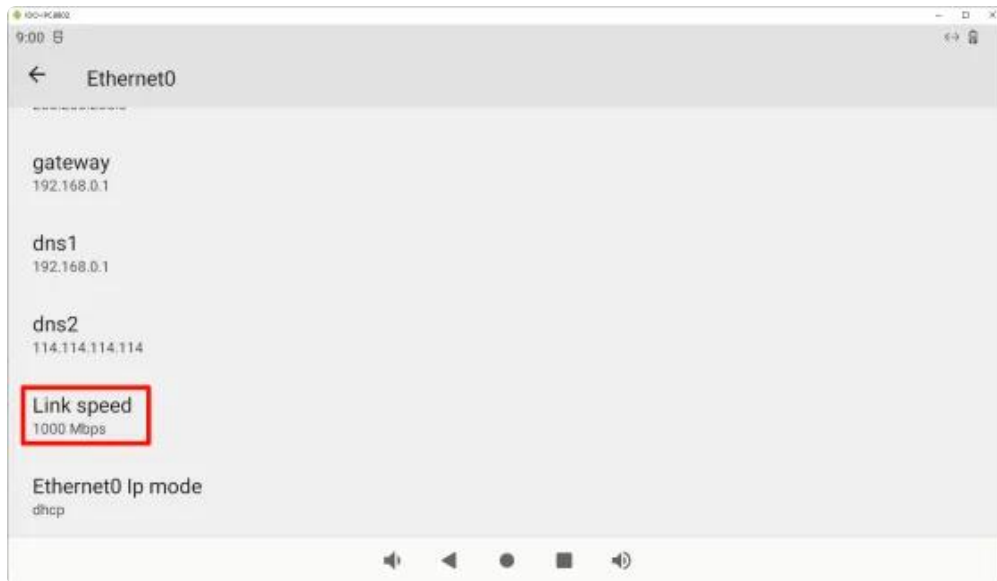 9:00
Ethernet0
gateway
192.168.0.1
dns1
192.168.0.1
dns2
114.114.114.114
Link speed
1000 Mbps
Ethernet0 Ip mode
dhcp